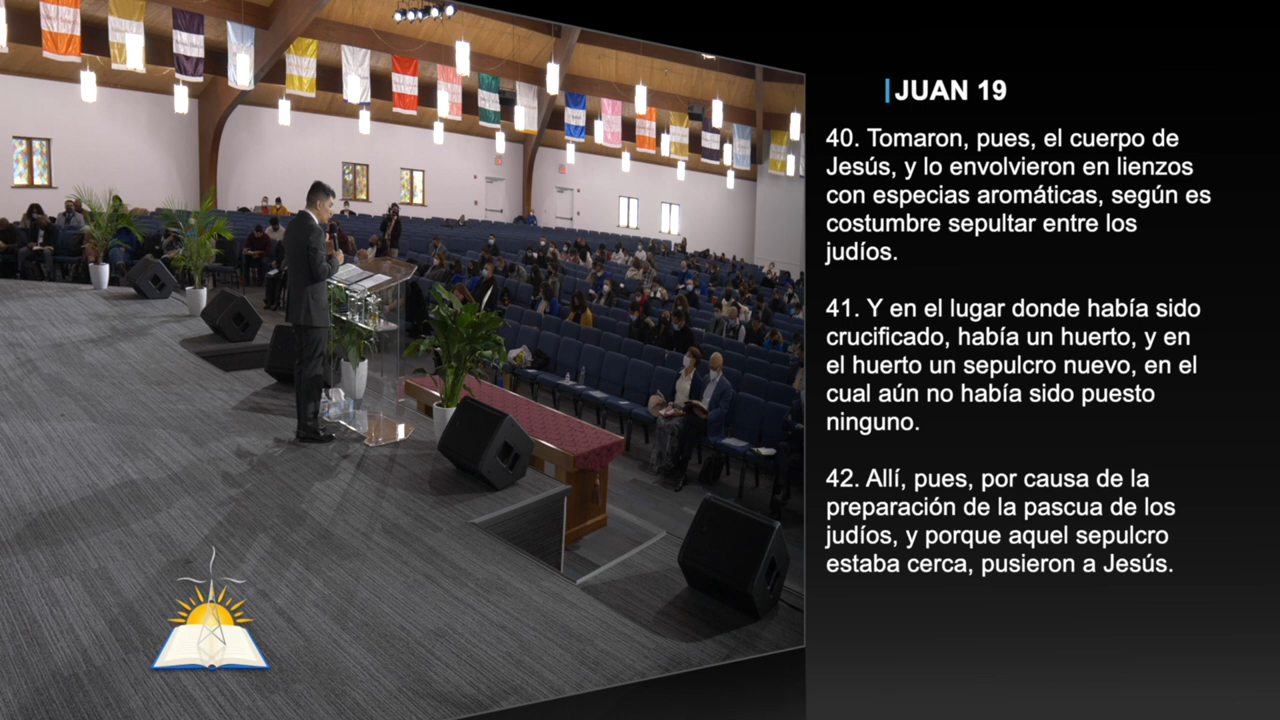 JUAN 19
40. Tomaron, pues, el cuerpo de
Jesús, y lo envolvieron en lienzos
con especias aromáticas, según es
costumbre sepultar entre los
judíos.
41. Y en el lugar donde había sido
crucificado, había un huerto, y en
el huerto un sepulcro nuevo, en el
cual aún no había sido puesto
ninguno.
42. Allí, pues, por causa de la
preparación de la pascua de los
judíos, y porque aquel sepulcro
estaba cerca, pusieron a Jesús.